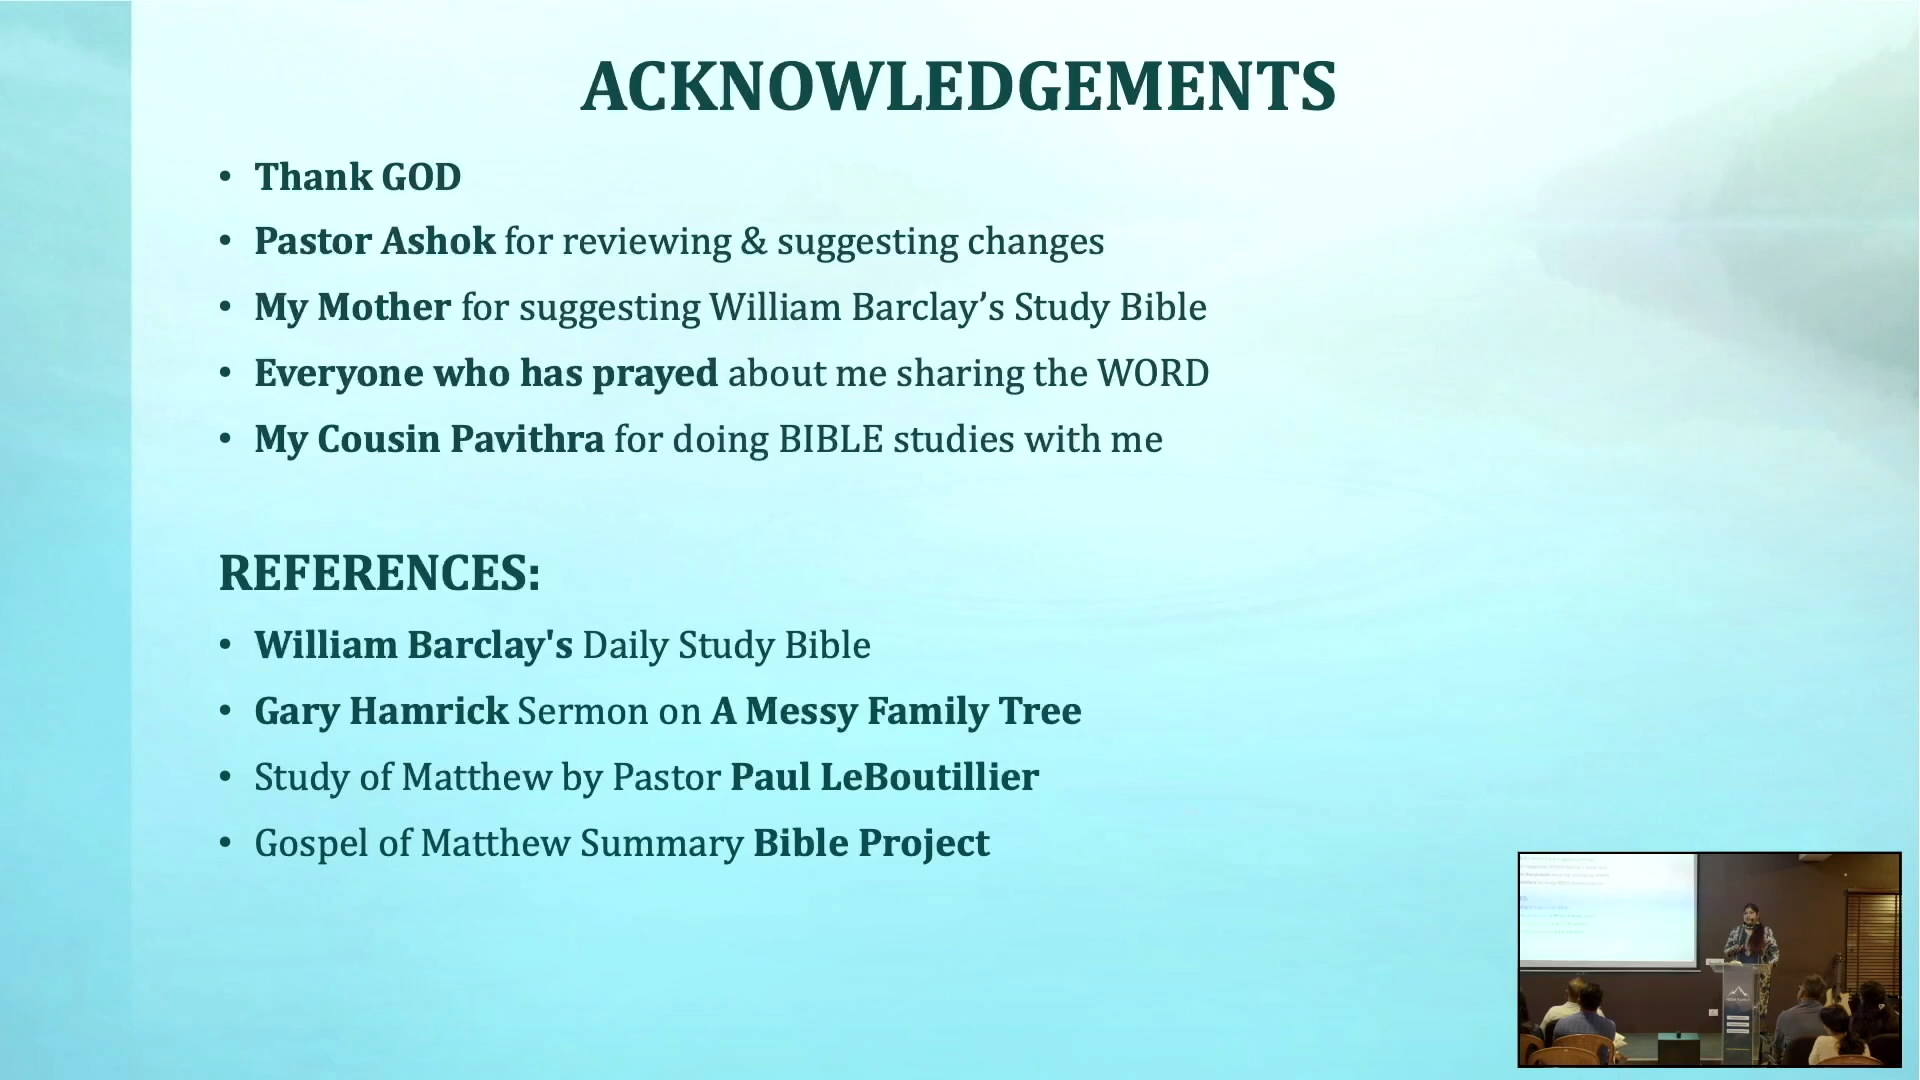 ACKNOWLEDGEMENTS
• Thank GOD
• Pastor Ashok for reviewing & suggesting changes
• My Mother for suggesting William Barclay’s Study Bible
• Everyone who has prayed about me sharing the WORD
• My Cousin Pavithra for doing BIBLE studies with me
REFERENCES:
• William Barclay's Daily Study Bible
• Gary Hamrick Sermon on A Messy Family Tree
• Study of Matthew by Pastor Paul LeBoutillier
• Gospel of Matthew Summary Bible Project